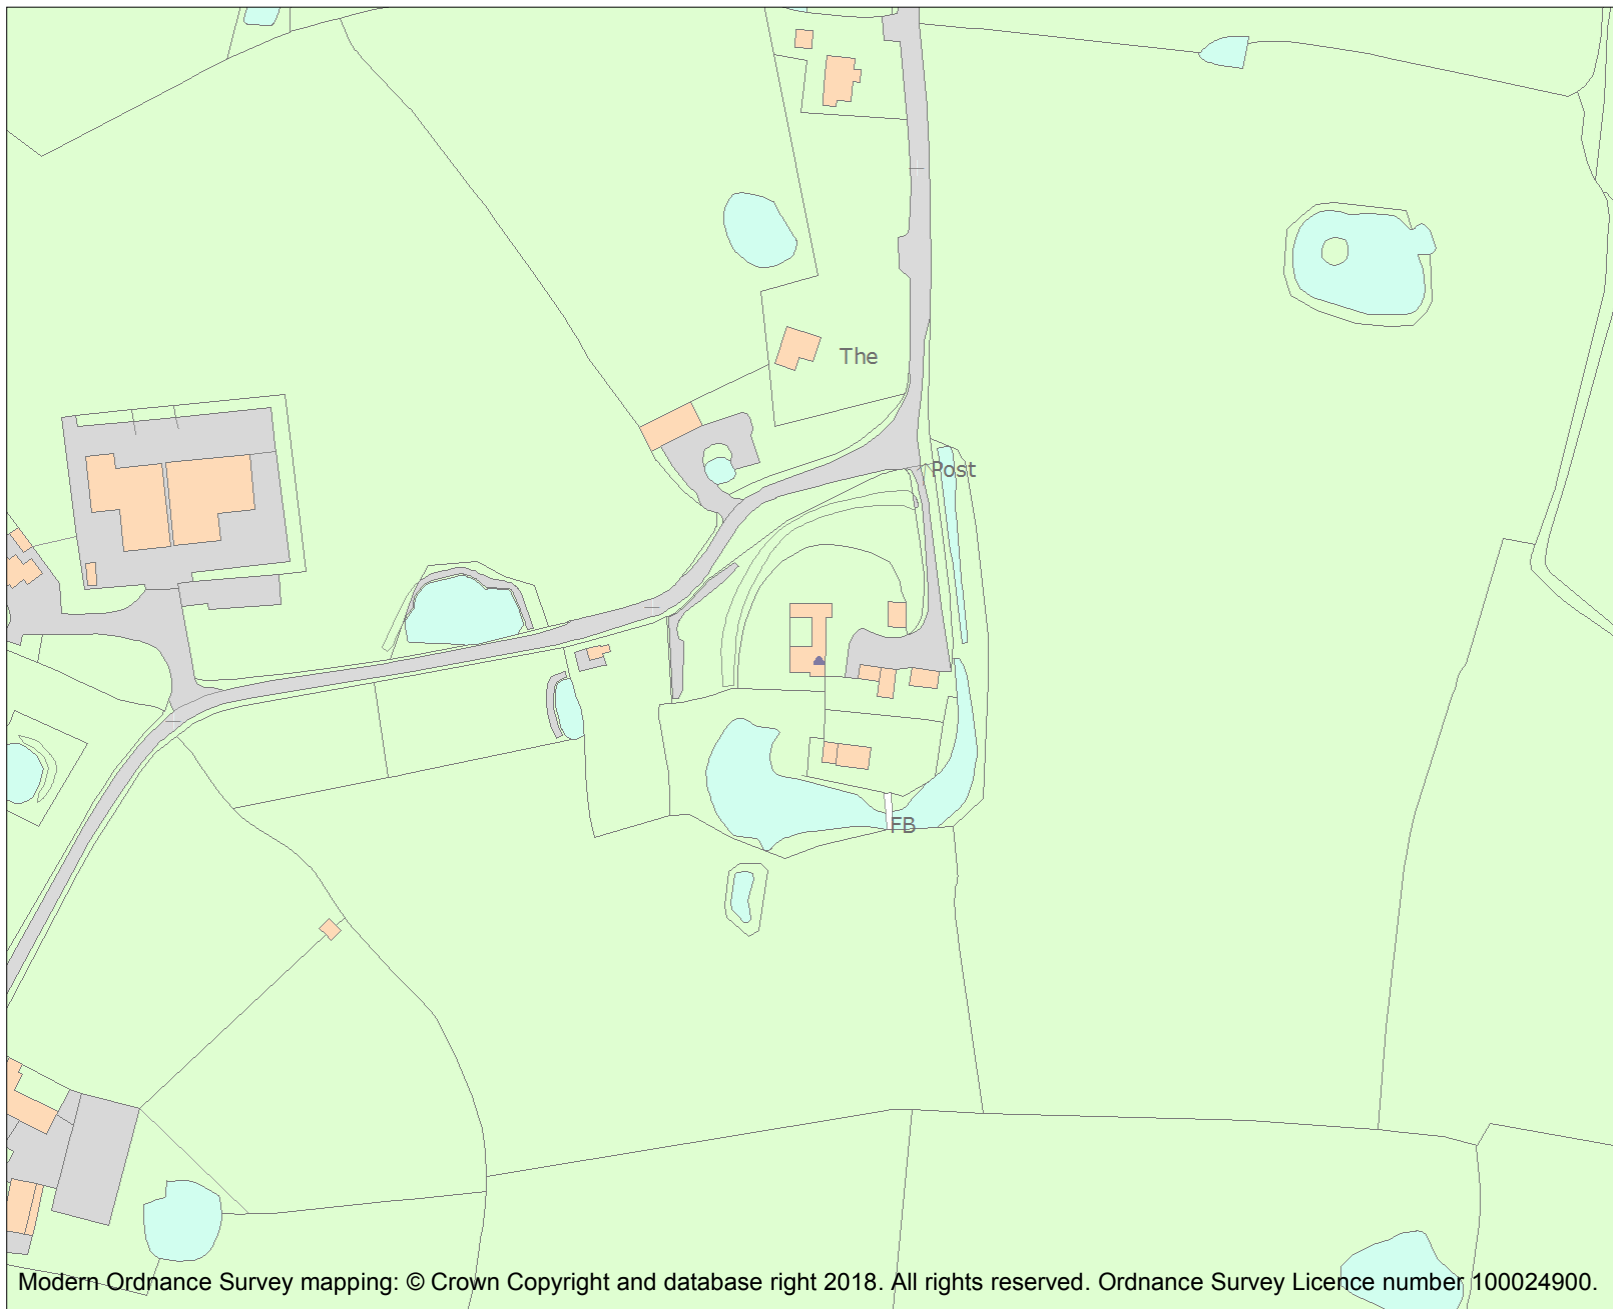 The
Post
FB
Modern Ordnance Survey mapping: © Crown Copyright and database right 2018. All rights reserved. Ordnance Survey Licence number 100024900.